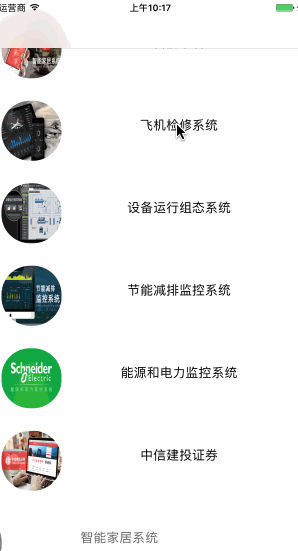 运营商 上午10:17
智能家居系统
飞机检修系统
设备运行组态系统
节能减排
监控系统
节能减排监控系统
Schneider
Electric
能源和电力监控系统
中信建投证券
智能家居系统